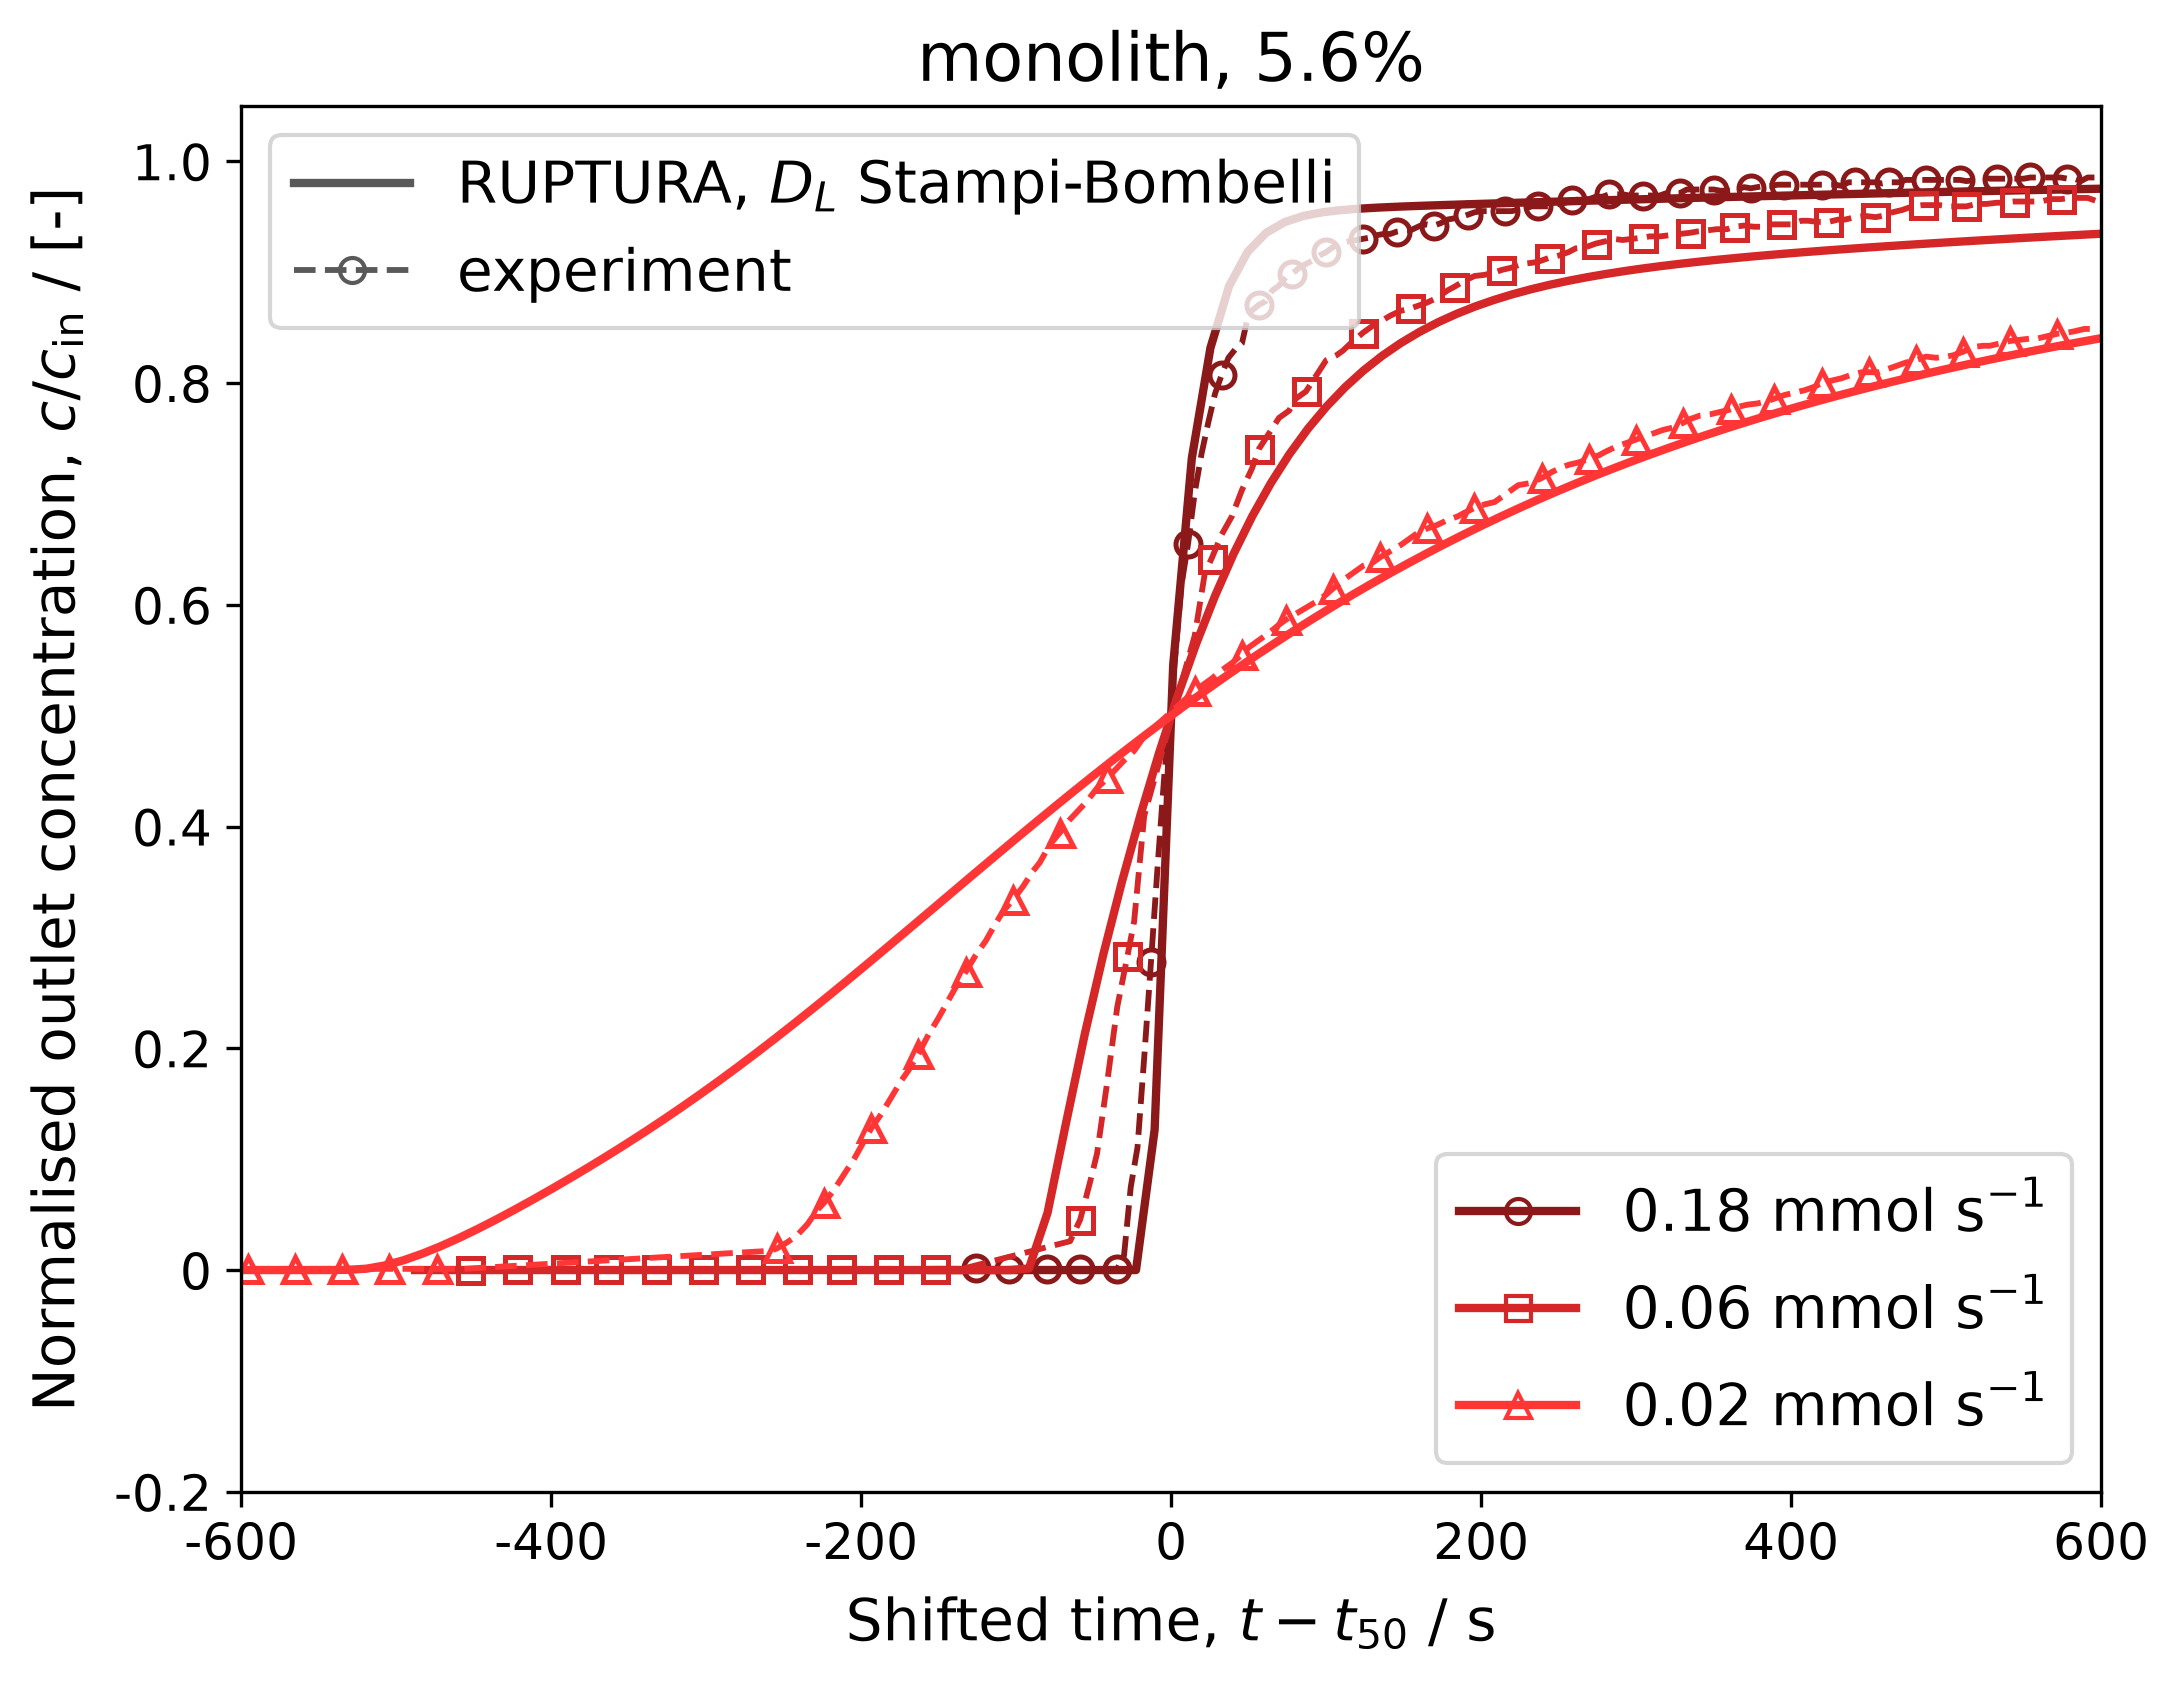 monolith, 5.6%
RUPTURA, D_L Stampi-Bombelli
experiment
Normalised outlet concentration, c/c_in / [-]
1.0
0.8
0.6
0.4
0.2
0
-0.2
0.18 mmol s⁻¹
0.06 mmol s⁻¹
0.02 mmol s⁻¹
-600 -400 -200 0 200 400 600
Shifted time, t − t₅₀ / s